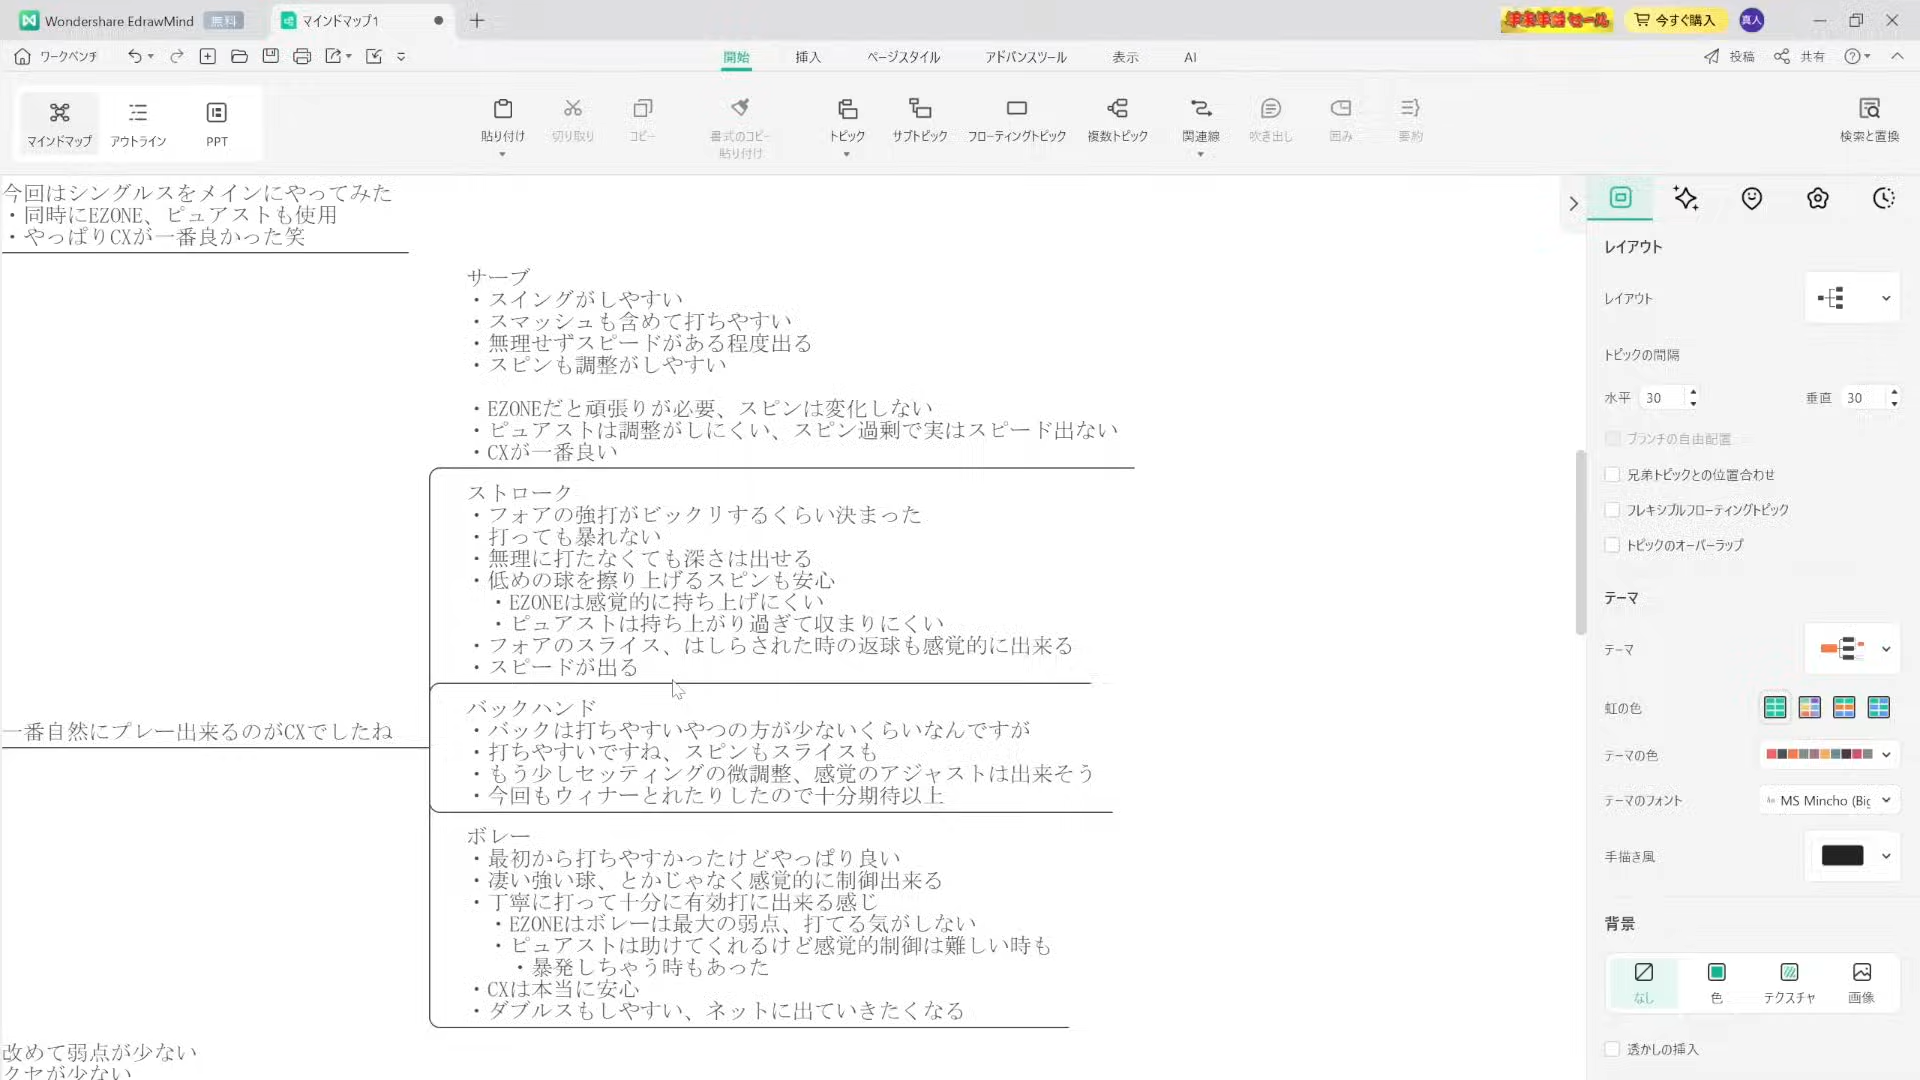 Wondershare EdrawMind 無料 マインドマップ1 今すぐ購入 真人
ワークベンチ 開始 挿入 ページスタイル アドバンスツール 表示 AI 投稿 共有
マインドマップ アウトライン PPT 貼り付け 切り取り コピー 書式のコピー貼り付け トピック サブトピック フローティングトピック 複数トピック 関連線 吹き出し 囲み 要約 検索と置換
今回はシングルスをメインにやってみた
・同時にEZONE、ピュアストも使用
・やっぱりCXが一番良かった笑
サーブ
・スイングがしやすい
・スマッシュも含めて打ちやすい
・無理せずスピードがある程度出る
・スピンも調整がしやすい
・EZONEだと頑張りが必要、スピンは変化しない
・ピュアストは調整がしにくい、スピン過剰で実はスピード出ない
・CXが一番良い
ストローク
・フォアの強打がビックリするくらい決まった
・打っても暴れない
・無理に打たなくても深さは出せる
・低めの球を擦り上げるスピンも安心
・EZONEは感覚的に持ち上げにくい
・ピュアストは持ち上がり過ぎて収まりにくい
・フォアのスライス、はしらされた時の返球も感覚的に出来る
・スピードが出る
一番自然にプレー出来るのがCXでしたね
バックハンド
・バックは打ちやすいやつの方が少ないくらいなんですが
・打ちやすいですね、スピンもスライスも
・もう少しセッティングの微調整、感覚のアジャストは出来そう
・今回もウィナーとれたりしたので十分期待以上
ボレー
・最初から打ちやすかったけどやっぱり良い
・凄い強い球、とかじゃなく感覚的に制御出来る
・丁寧に打って十分に有効打に出来る感じ
・EZONEはボレーは最大の弱点、打てる気がしない
・ピュアストは助けてくれるけど感覚的制御は難しい時も
・暴発しちゃう時もあった
・CXは本当に安心
・ダブルスもしやすい、ネットに出ていきたくなる
改めて弱点が少ない
クセが少ない
レイアウト
レイアウト
トピックの間隔
水平 30 垂直 30
ブランチの自由配置
兄弟トピックとの位置合わせ
フレキシブルフローティングトピック
トピックのオーバーラップ
テーマ
テーマ
虹の色
テーマの色
テーマのフォント MS Mincho (Big
手描き風
背景
なし 色 テクスチャ 画像
透かしの挿入